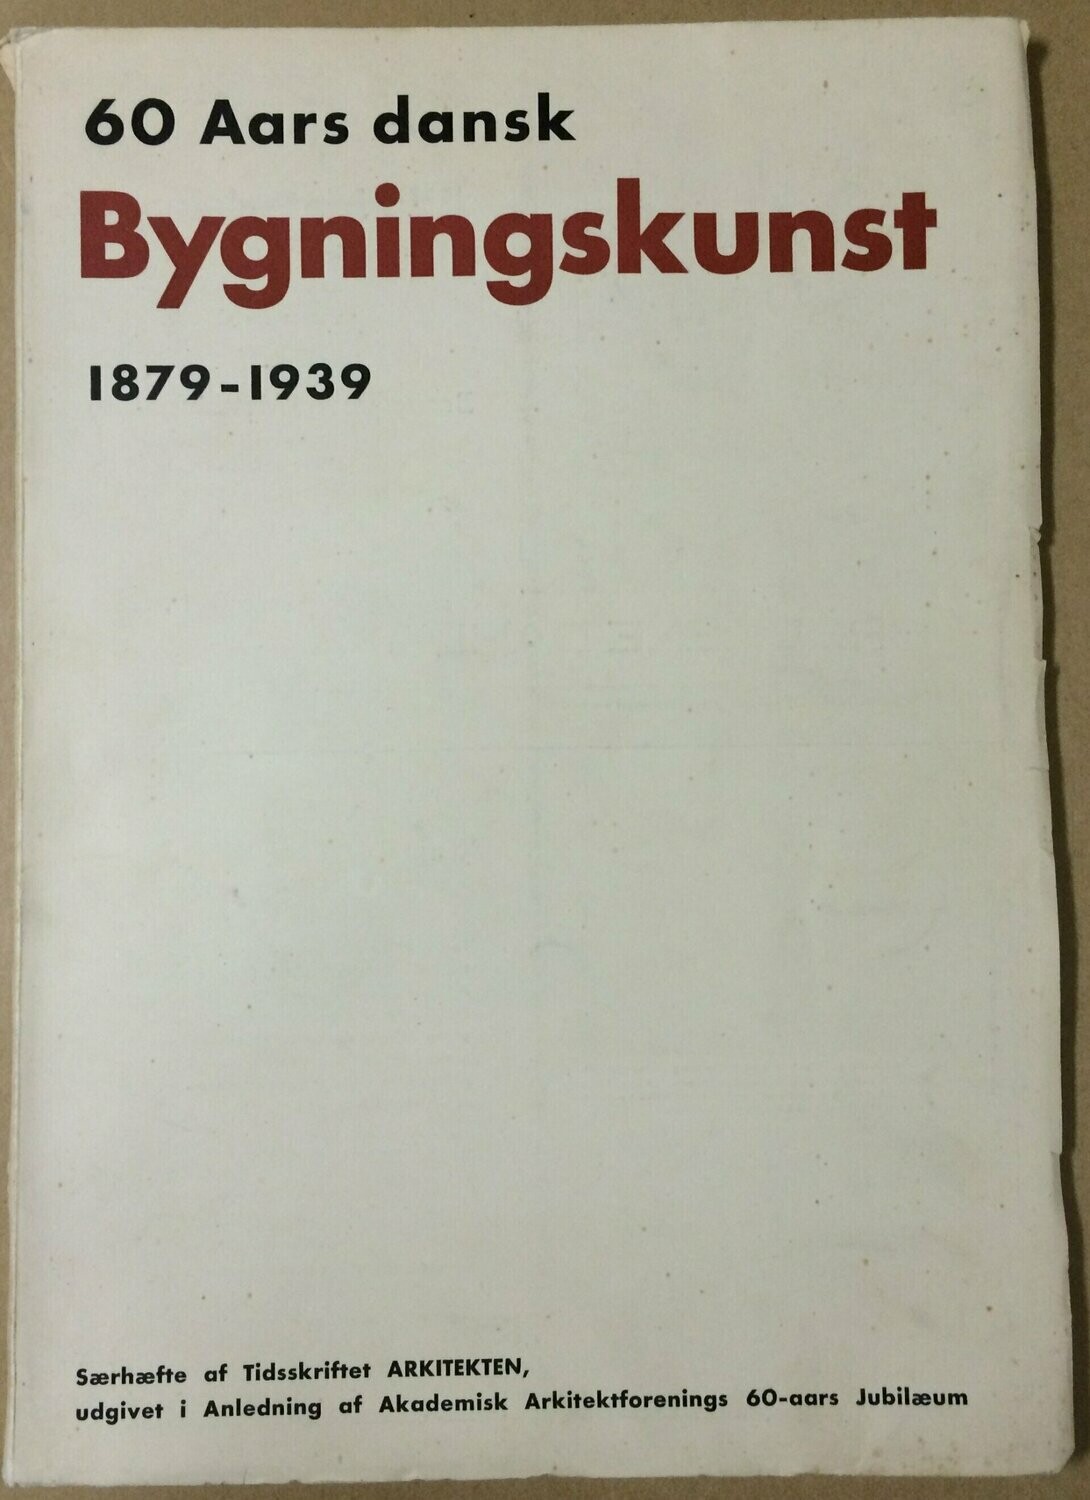 60 Aars dansk
Bygningskunst
1879-1939
Særhæfte af Tidsskriftet ARKITEKTEN,
udgivet i Anledning af Akademisk Arkitektforenings 60-aars Jubilæum